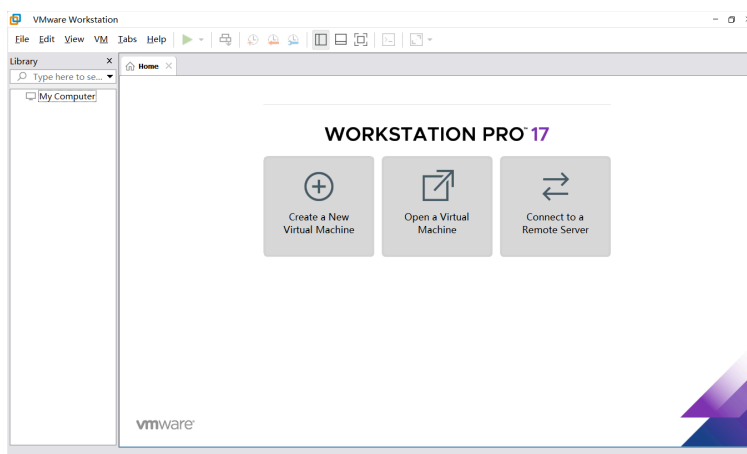 VMware Workstation
File Edit View VM Tabs Help
Library X
Type here to se...
My Computer
Home
WORKSTATION PRO™ 17
Create a New
Virtual Machine
Open a Virtual
Machine
Connect to a
Remote Server
vmware®